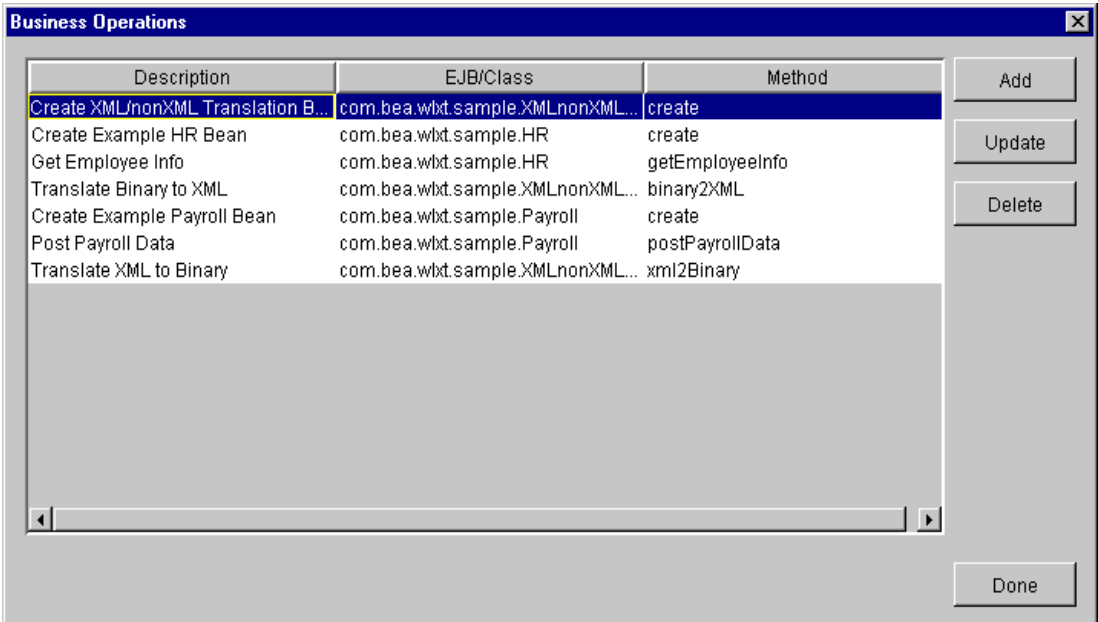 Business Operations
Description EJB/Class Method
Create XML/nonXML Translation B... com.bea.wlxt.sample.XMLnonXML... create
Create Example HR Bean com.bea.wlxt.sample.HR create
Get Employee Info com.bea.wlxt.sample.HR getEmployeeInfo
Translate Binary to XML com.bea.wlxt.sample.XMLnonXML... binary2XML
Create Example Payroll Bean com.bea.wlxt.sample.Payroll create
Post Payroll Data com.bea.wlxt.sample.Payroll postPayrollData
Translate XML to Binary com.bea.wlxt.sample.XMLnonXML... xml2Binary
Add
Update
Delete
Done